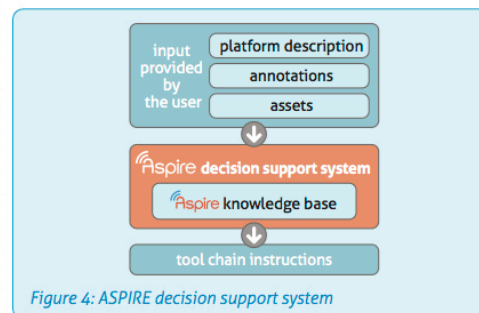 input
provided
by
the user
platform description
annotations
assets
Aspire decision support system
Aspire knowledge base
tool chain instructions
Figure 4: ASPIRE decision support system